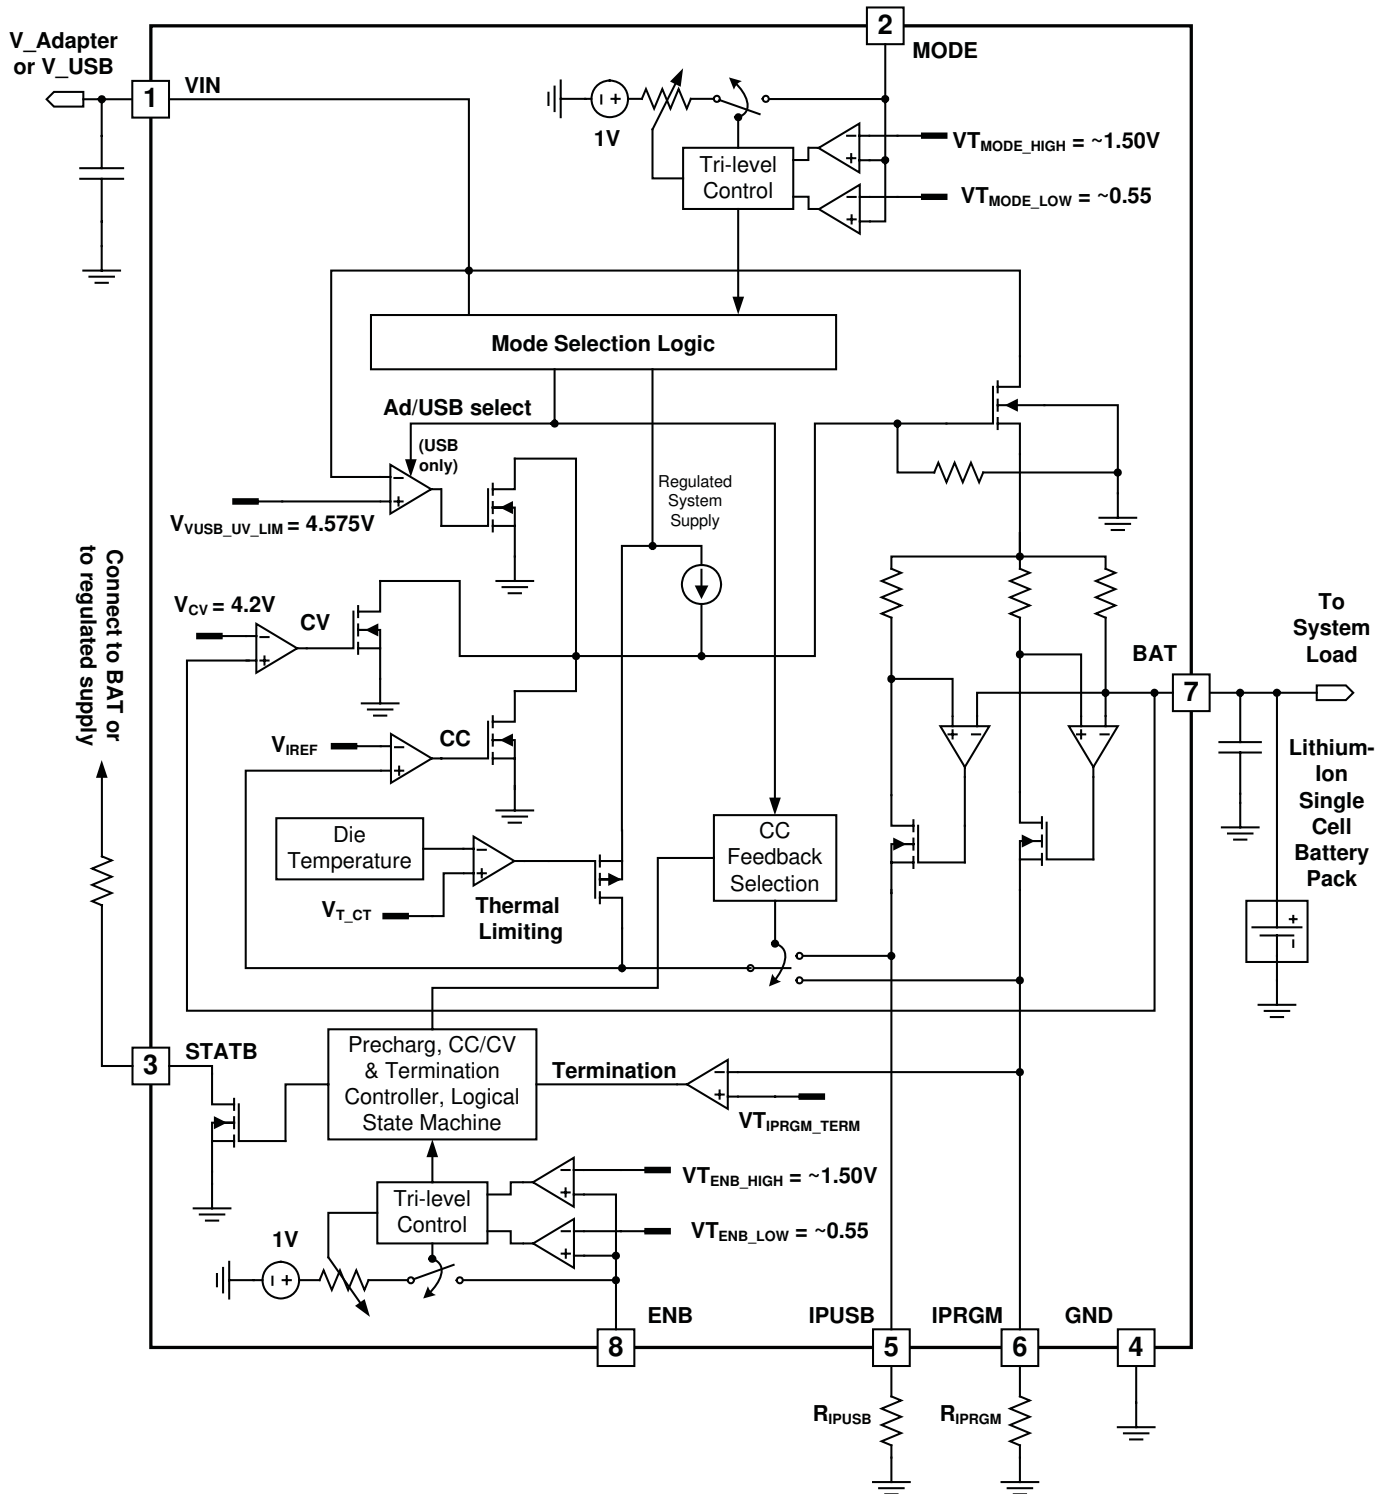 2
MODE
V_Adapter
or V_USB
1
VIN
1V
Tri-level
Control
VTMODE_HIGH = ~1.50V
VTMODE_LOW = ~0.55
Mode Selection Logic
Ad/USB select
(USB
only)
VVUSB_UV_LIM = 4.575V
Regulated
System
Supply
Connect to BAT or
to regulated supply
VCV = 4.2V
CV
VIREF
CC
Die
Temperature
VT_CT
Thermal
Limiting
CC
Feedback
Selection
BAT
7
To
System
Load
Lithium-
Ion
Single
Cell
Battery
Pack
3
STATB
Precharg, CC/CV
& Termination
Controller, Logical
State Machine
Termination
VTIPRGM_TERM
Tri-level
Control
VTENB_HIGH = ~1.50V
VTENB_LOW = ~0.55
1V
ENB
8
IPUSB
5
IPRGM
6
GND
4
RIPUSB
RIPRGM